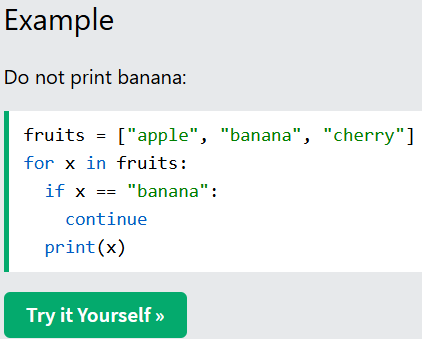 Example
Do not print banana:
fruits = ["apple", "banana", "cherry"]
for x in fruits:
  if x == "banana":
    continue
  print(x)
Try it Yourself »